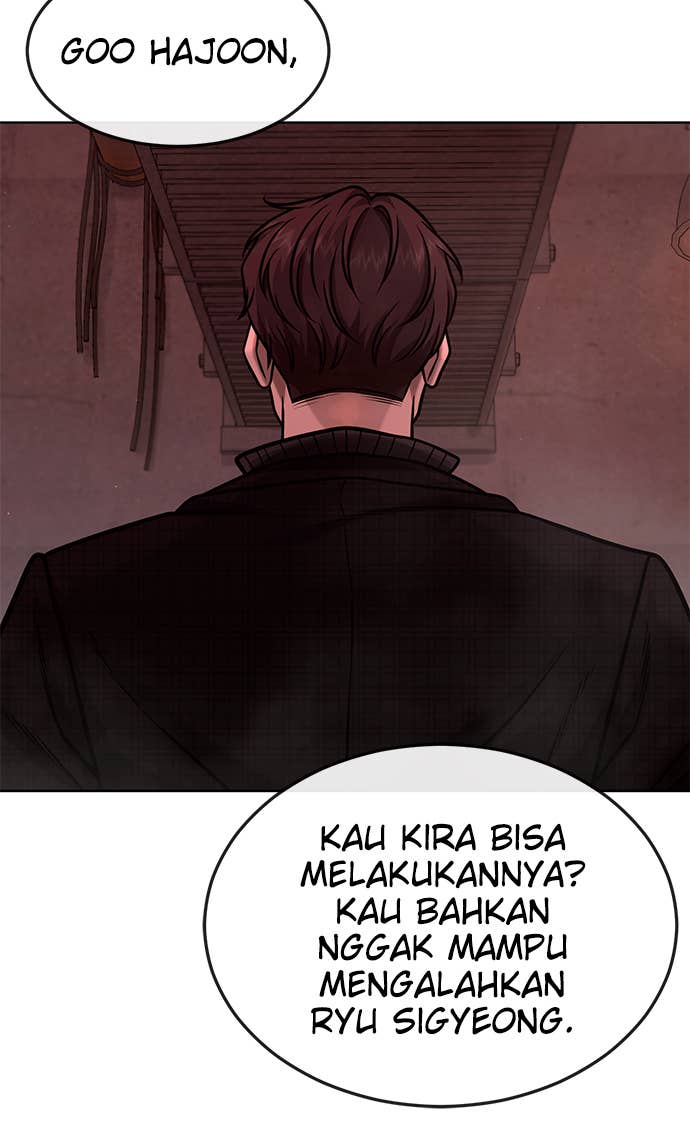 GOO HAJOON,
KAU KIRA BISA
MELAKUKANNYA?
KAU BAHKAN
NGGAK MAMPU
MENGALAHKAN
RYU SIGYEONG.